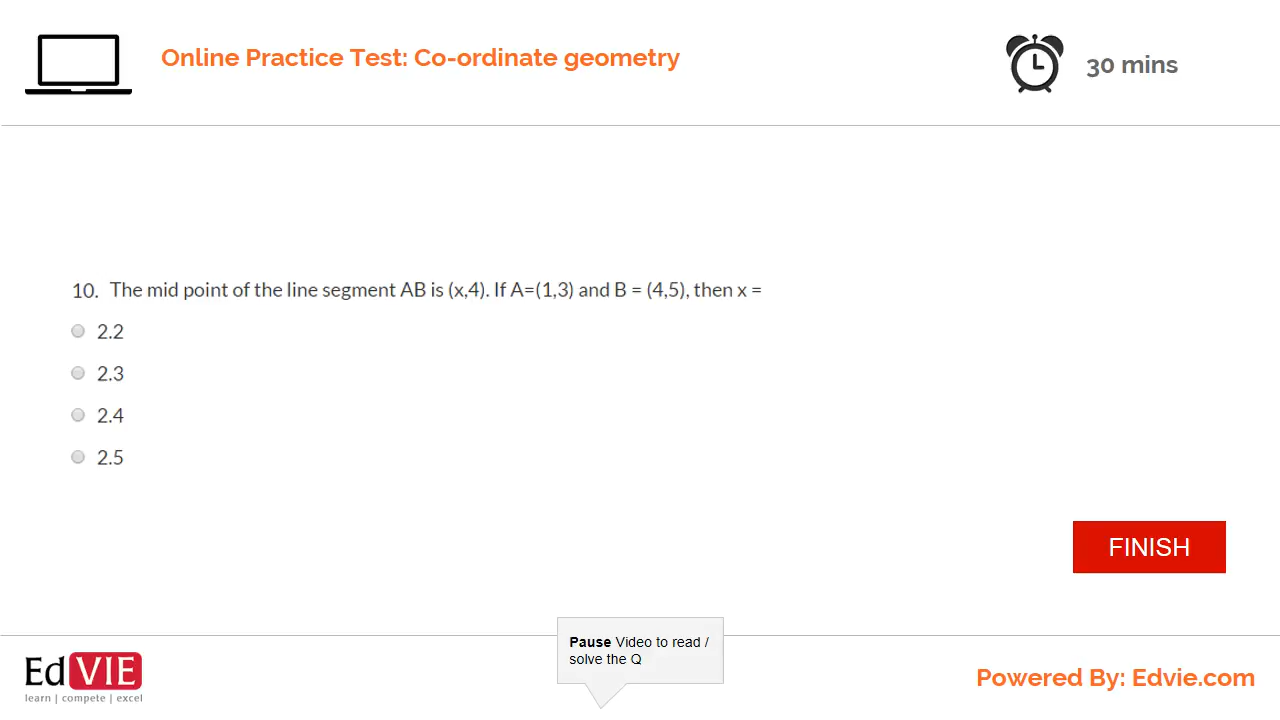 Online Practice Test: Co-ordinate geometry
30 mins
10. The mid point of the line segment AB is (x,4). If A=(1,3) and B = (4,5), then x =
2.2
2.3
2.4
2.5
FINISH
Pause Video to read /
solve the Q
EdVIE
learn | compete | excel
Powered By: Edvie.com